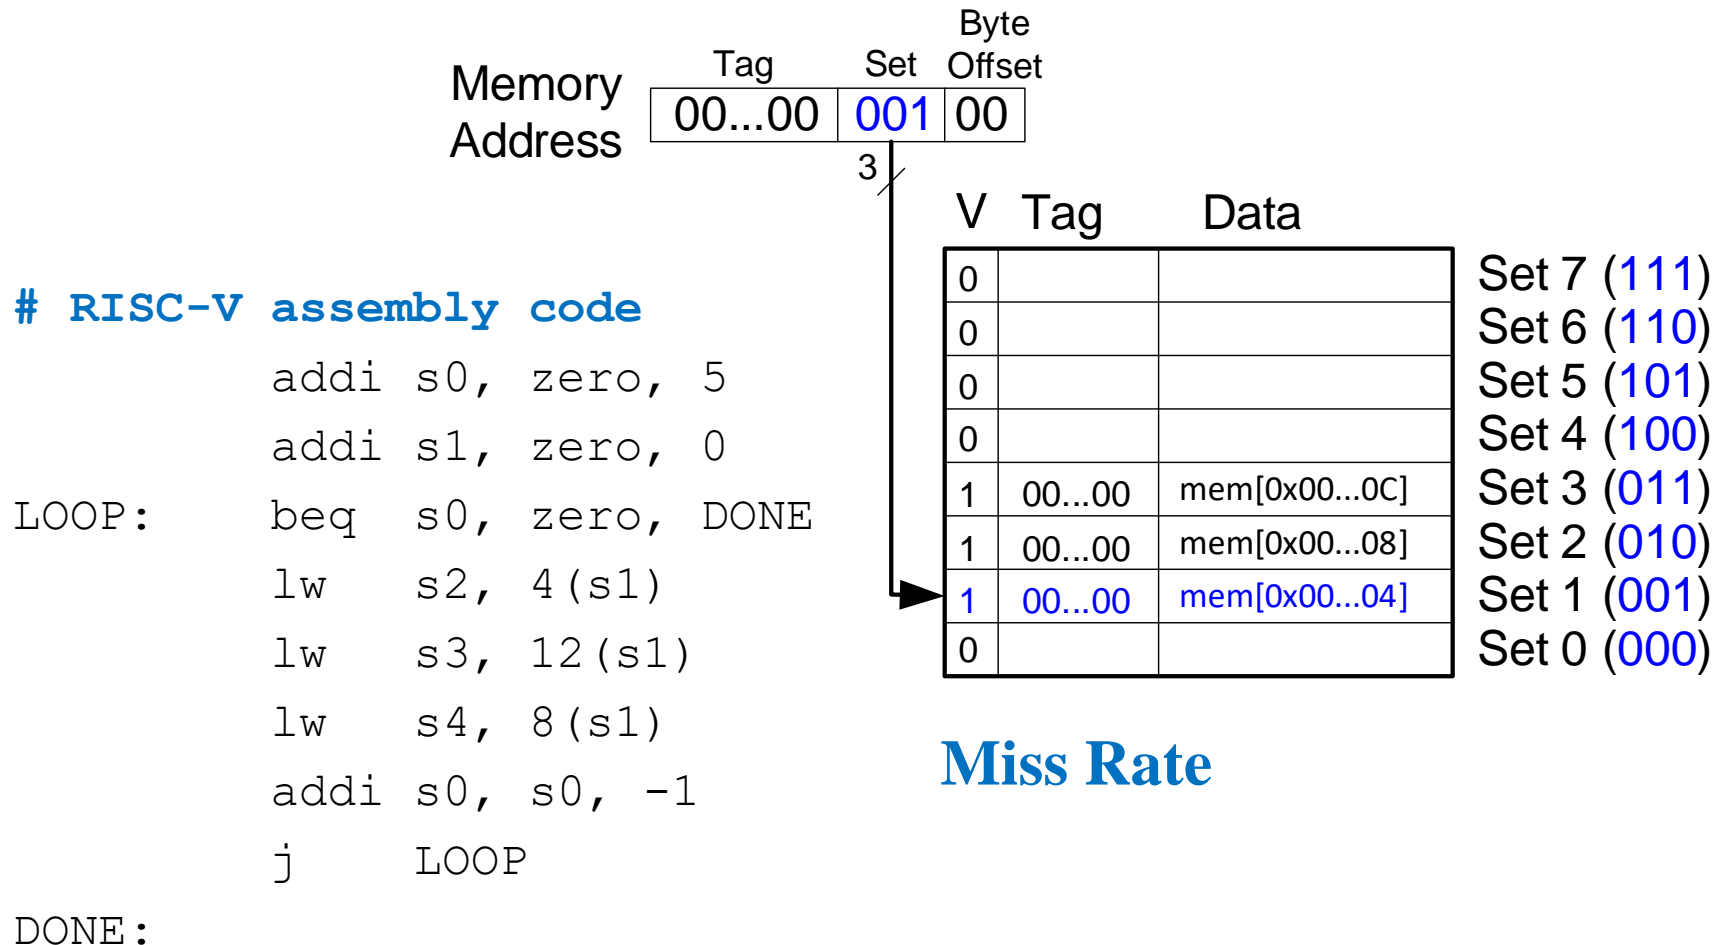 Byte
Tag Set Offset
Memory Address 00...00 001 00
3
V Tag Data
0 Set 7 (111)
0 Set 6 (110)
0 Set 5 (101)
0 Set 4 (100)
1 00...00 mem[0x00...0C] Set 3 (011)
1 00...00 mem[0x00...08] Set 2 (010)
1 00...00 mem[0x00...04] Set 1 (001)
0 Set 0 (000)
# RISC-V assembly code
addi s0, zero, 5
addi s1, zero, 0
LOOP: beq s0, zero, DONE
lw s2, 4(s1)
lw s3, 12(s1)
lw s4, 8(s1)
addi s0, s0, -1
j LOOP
DONE:
Miss Rate